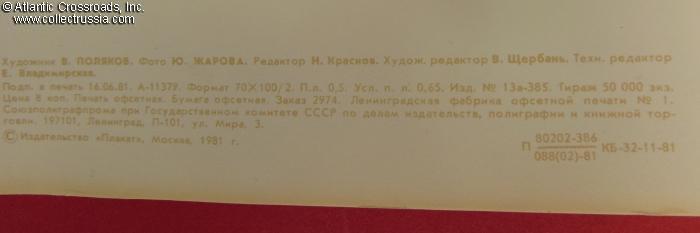 © Atlantic Crossroads, Inc.
www.collectrussia.com
Художник В. ПОЛЯКОВ. Фото Ю. ЖАРОВА. Редактор Н. Краснов. Худож. редактор В. Щербань. Техн. редактор
Е. Владимирская.
Подп. в печать 16.06.81. А-11379. Формат 70×100/2. П.л. 0,5. Усл. п. л. 0,65. Изд. № 13а-385. Тираж 50 000 экз.
Цена 8 коп. Печать офсетная. Бумага офсетная. Заказ 2974. Ленинградская фабрика офсетной печати № 1.
Союзполиграфпрома при Государственном комитете СССР по делам издательств, полиграфии и книжной тор-
говли. 197101, Ленинград, П-101, ул. Мира, 3.
© Издательство «Плакат», Москва, 1981 г.
П 80202-386
088(02)-81 КБ-32-11-81